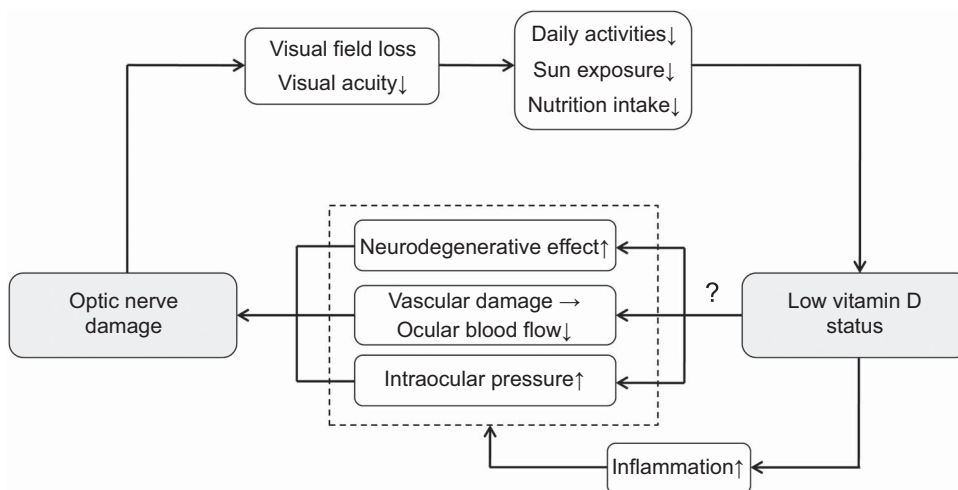 Visual field loss
Visual acuity↓
Daily activities↓
Sun exposure↓
Nutrition intake↓
Neurodegenerative effect↑
Vascular damage →
Ocular blood flow↓
Intraocular pressure↑
Optic nerve
damage
?
Low vitamin D
status
Inflammation↑